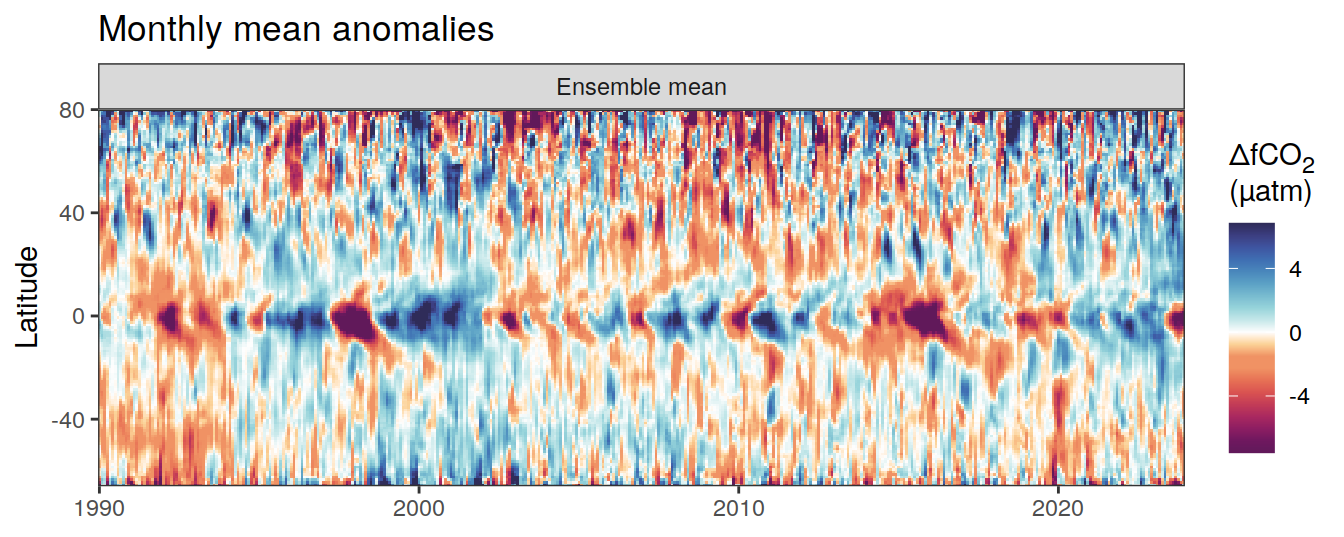 Monthly mean anomalies
Ensemble mean
80
40
0
-40
Latitude
1990 2000 2010 2020
ΔfCO₂
(μatm)
4
0
-4